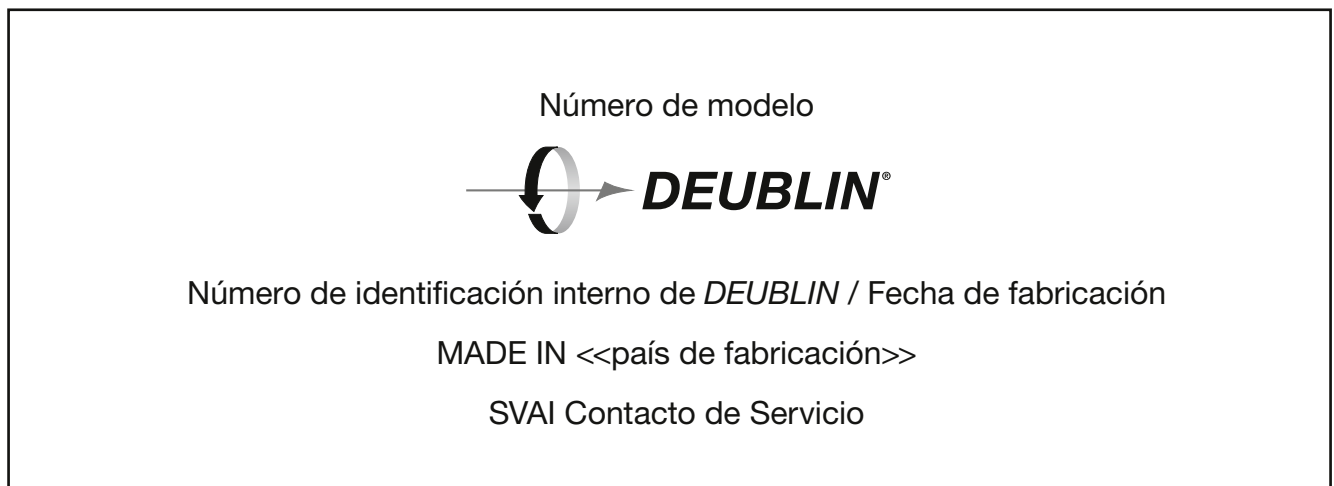 Número de modelo
DEUBLIN®
Número de identificación interno de DEUBLIN / Fecha de fabricación
MADE IN <<país de fabricación>>
SVAI Contacto de Servicio